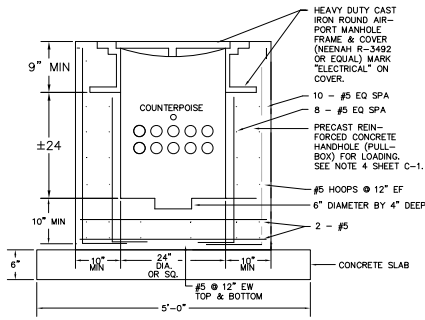 HEAVY DUTY CAST
IRON ROUND AIR-
PORT MANHOLE
FRAME & COVER
(NEENAH R-3492
OR EQUAL) MARK
"ELECTRICAL" ON
COVER.
9" MIN
10 - #5 EQ SPA
8 - #5 EQ SPA
COUNTERPOISE
±24
PRECAST REIN-
FORCED CONCRETE
HANDHOLE (PULL-
BOX) FOR LOADING.
SEE NOTE 4 SHEET C-1.
#5 HOOPS @ 12" EF
6" DIAMETER BY 4" DEEP
10" MIN
2 - #5
6"
10"
MIN
24"
DIA.
OR SQ.
10"
MIN
CONCRETE SLAB
#5 @ 12" EW
TOP & BOTTOM
5'-0"